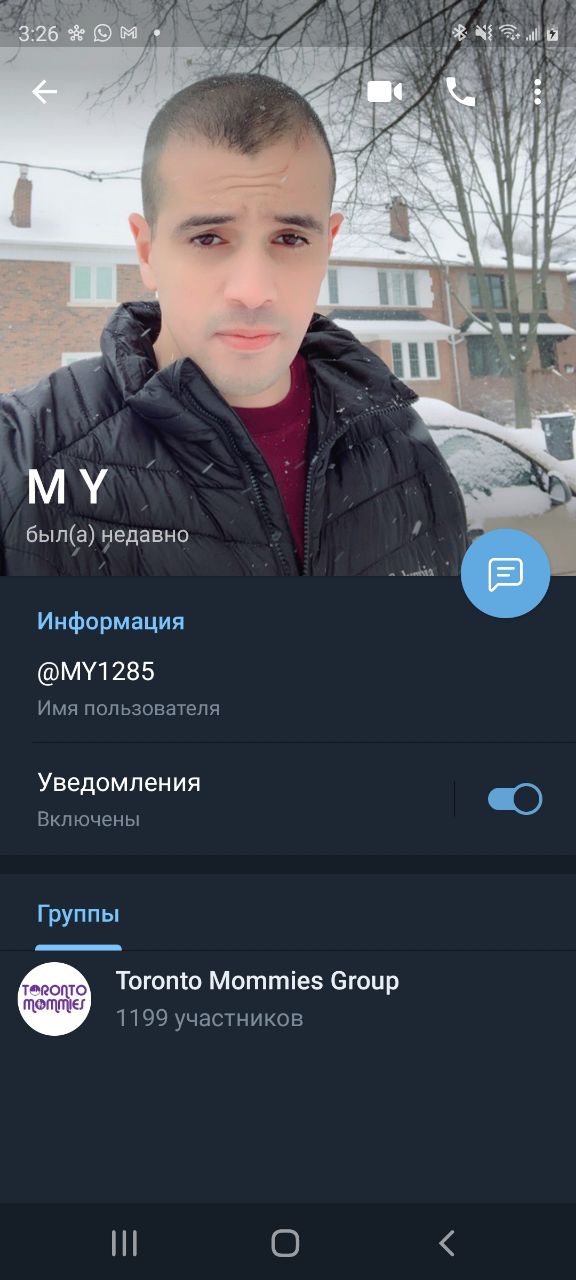 3:26
M Y
был(а) недавно
Информация
@MY1285
Имя пользователя
Уведомления
Включены
Группы
TORONTO
MOMMIES
Toronto Mommies Group
1199 участников